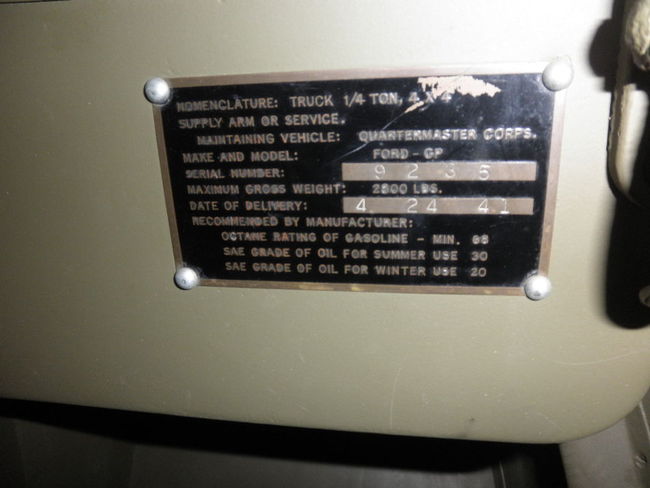 NOMENCLATURE: TRUCK 1/4 TON, 4 X 4
SUPPLY ARM OR SERVICE.
MAINTAINING VEHICLE: QUARTERMASTER CORPS.
MAKE AND MODEL: FORD - GP
SERIAL NUMBER: 9 2 3 5
MAXIMUM GROSS WEIGHT: 2800 LBS.
DATE OF DELIVERY: 4 24 41
RECOMMENDED BY MANUFACTURER:
OCTANE RATING OF GASOLINE - MIN. 68
SAE GRADE OF OIL FOR SUMMER USE 30
SAE GRADE OF OIL FOR WINTER USE 20